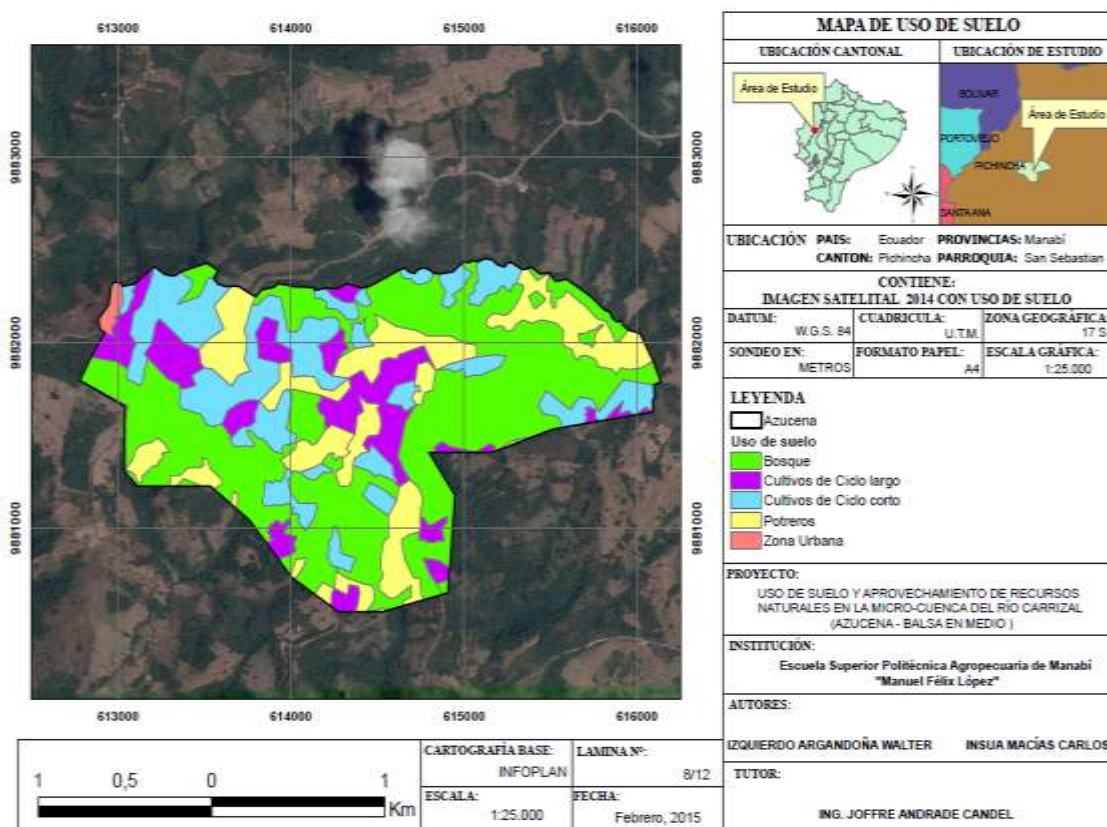 613000 614000 615000 616000
9883000
9882000
9881000
9883000
9882000
9881000
613000 614000 615000 616000
MAPA DE USO DE SUELO
UBICACIÓN CANTONAL UBICACIÓN DE ESTUDIO
Área de Estudio
BOLIVAR
Área de Estudio
PORTOVIEJO
PICHINCHA
SANTA ANA
UBICACIÓN PAIS: Ecuador PROVINCIAS: Manabí
CANTON: Pichincha PARROQUIA: San Sebastian
CONTIENE:
IMAGEN SATELITAL 2014 CON USO DE SUELO
DATUM: CUADRICULA: ZONA GEOGRÁFICA:
W.G.S. 84 U.T.M. 17 S
SONDEO EN: FORMATO PAPEL: ESCALA GRÁFICA:
METROS A4 1:25.000
LEYENDA
Azucena
Uso de suelo
Bosque
Cultivos de Ciclo largo
Cultivos de Ciclo corto
Potreros
Zona Urbana
PROYECTO:
USO DE SUELO Y APROVECHAMIENTO DE RECURSOS
NATURALES EN LA MICRO-CUENCA DEL RÍO CARRIZAL
(AZUCENA - BALSA EN MEDIO )
INSTITUCIÓN:
Escuela Superior Politécnica Agropecuaria de Manabí
"Manuel Félix López"
AUTORES:
IZQUIERDO ARGANDOÑA WALTER INSUA MACÍAS CARLOS
TUTOR:
ING. JOFFRE ANDRADE CANDEL
1 0,5 0 1
Km
CARTOGRAFÍA BASE: LAMINA Nº:
INFOPLAN 8/12
ESCALA: FECHA:
1:25.000 Febrero, 2015